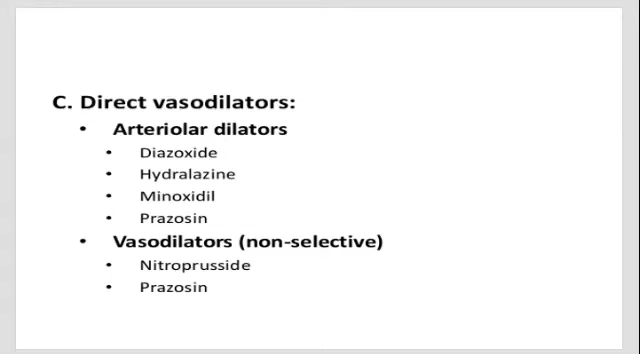 C. Direct vasodilators:
• Arteriolar dilators
• Diazoxide
• Hydralazine
• Minoxidil
• Prazosin
• Vasodilators (non-selective)
• Nitroprusside
• Prazosin